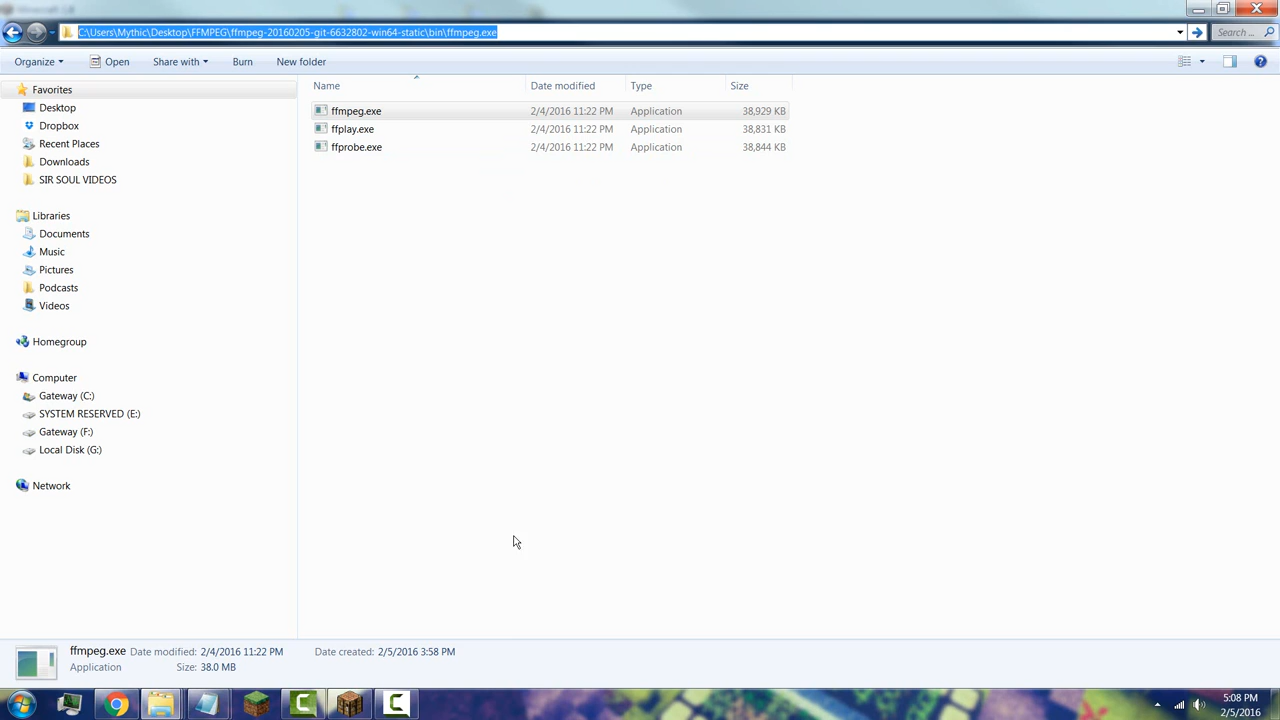 C:\Users\Mythic\Desktop\FFMPEG\ffmpeg-20160205-git-6632802-win64-static\bin\ffmpeg.exe
Search ...
Organize
Open
Share with
Burn
New folder
Favorites
Desktop
Dropbox
Recent Places
Downloads
SIR SOUL VIDEOS
Libraries
Documents
Music
Pictures
Podcasts
Videos
Homegroup
Computer
Gateway (C:)
SYSTEM RESERVED (E:)
Gateway (F:)
Local Disk (G:)
Network
Name Date modified Type Size
ffmpeg.exe 2/4/2016 11:22 PM Application 38,929 KB
ffplay.exe 2/4/2016 11:22 PM Application 38,831 KB
ffprobe.exe 2/4/2016 11:22 PM Application 38,844 KB
ffmpeg.exe Date modified: 2/4/2016 11:22 PM Date created: 2/5/2016 3:58 PM
Application Size: 38.0 MB
5:08 PM
2/5/2016